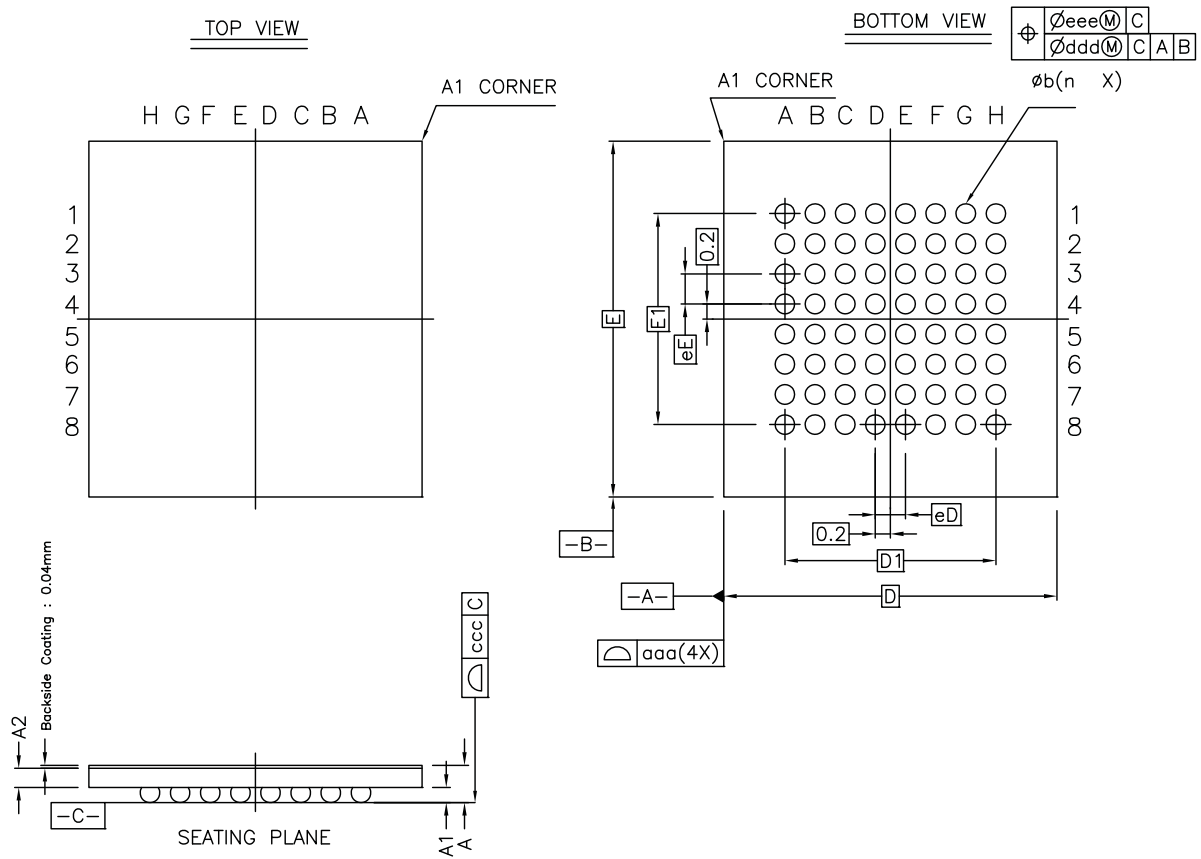 TOP VIEW
A1 CORNER
H G F E D C B A
1
2
3
4
5
6
7
8
BOTTOM VIEW
Øeee Ⓜ C
Øddd Ⓜ C A B
øb(n X)
A1 CORNER
A B C D E F G H
1
2
3
4
5
6
7
8
0.2
E
E1
eE
eD
0.2
D1
D
-B-
-A-
aaa(4X)
Backside Coating : 0.04mm
A2
ccc C
-C-
SEATING PLANE
A1
A